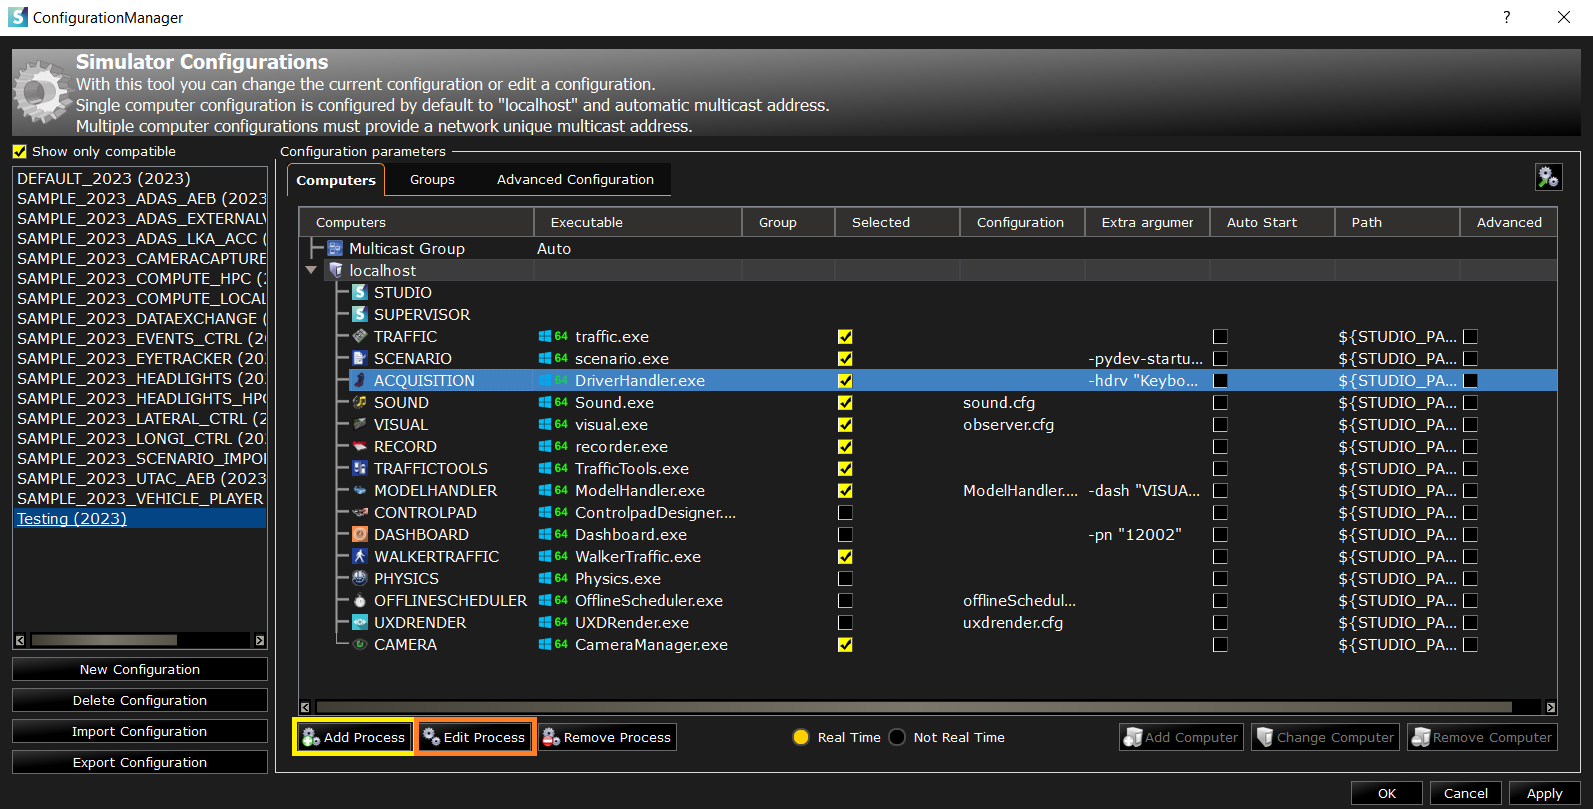 ConfigurationManager
?
Simulator Configurations
With this tool you can change the current configuration or edit a configuration.
Single computer configuration is configured by default to "localhost" and automatic multicast address.
Multiple computer configurations must provide a network unique multicast address.
Show only compatible
DEFAULT_2023 (2023)
SAMPLE_2023_ADAS_AEB (2023
SAMPLE_2023_ADAS_EXTERNALV
SAMPLE_2023_ADAS_LKA_ACC (
SAMPLE_2023_CAMERACAPTURE
SAMPLE_2023_COMPUTE_HPC (2
SAMPLE_2023_COMPUTE_LOCAL
SAMPLE_2023_DATAEXCHANGE (
SAMPLE_2023_EVENTS_CTRL (20
SAMPLE_2023_EYETRACKER (20
SAMPLE_2023_HEADLIGHTS (20
SAMPLE_2023_HEADLIGHTS_HPC
SAMPLE_2023_LATERAL_CTRL (2
SAMPLE_2023_LONGI_CTRL (20
SAMPLE_2023_SCENARIO_IMPO
SAMPLE_2023_UTAC_AEB (2023
SAMPLE_2023_VEHICLE_PLAYER
Testing (2023)
New Configuration
Delete Configuration
Import Configuration
Export Configuration
Configuration parameters
Computers Groups Advanced Configuration
Computers Executable Group Selected Configuration Extra argumer Auto Start Path Advanced
Multicast Group Auto
localhost
STUDIO
SUPERVISOR
TRAFFIC 64 traffic.exe ${STUDIO_PA...
SCENARIO 64 scenario.exe -pydev-startu... ${STUDIO_PA...
ACQUISITION 64 DriverHandler.exe -hdrv "Keybo... ${STUDIO_PA...
SOUND 64 Sound.exe sound.cfg ${STUDIO_PA...
VISUAL 64 visual.exe observer.cfg ${STUDIO_PA...
RECORD 64 recorder.exe ${STUDIO_PA...
TRAFFICTOOLS 64 TrafficTools.exe ${STUDIO_PA...
MODELHANDLER 64 ModelHandler.exe ModelHandler.... -dash "VISUA... ${STUDIO_PA...
CONTROLPAD 64 ControlpadDesigner.... ${STUDIO_PA...
DASHBOARD 64 Dashboard.exe -pn "12002" ${STUDIO_PA...
WALKERTRAFFIC 64 WalkerTraffic.exe ${STUDIO_PA...
PHYSICS 64 Physics.exe ${STUDIO_PA...
OFFLINESCHEDULER 64 OfflineScheduler.exe offlineSchedul... ${STUDIO_PA...
UXDRENDER 64 UXDRender.exe uxdrender.cfg ${STUDIO_PA...
CAMERA 64 CameraManager.exe ${STUDIO_PA...
Add Process Edit Process Remove Process Real Time Not Real Time Add Computer Change Computer Remove Computer
OK Cancel Apply